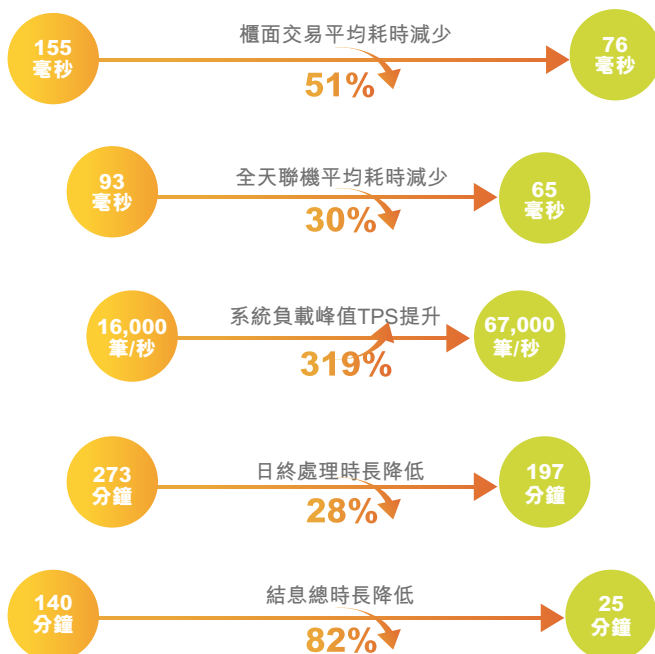 155
毫秒
櫃面交易平均耗時減少
51%
76
毫秒
93
毫秒
全天聯機平均耗時減少
30%
65
毫秒
16,000
筆/秒
系統負載峰值TPS提升
319%
67,000
筆/秒
273
分鐘
日終處理時長降低
28%
197
分鐘
140
分鐘
結息總時長降低
82%
25
分鐘